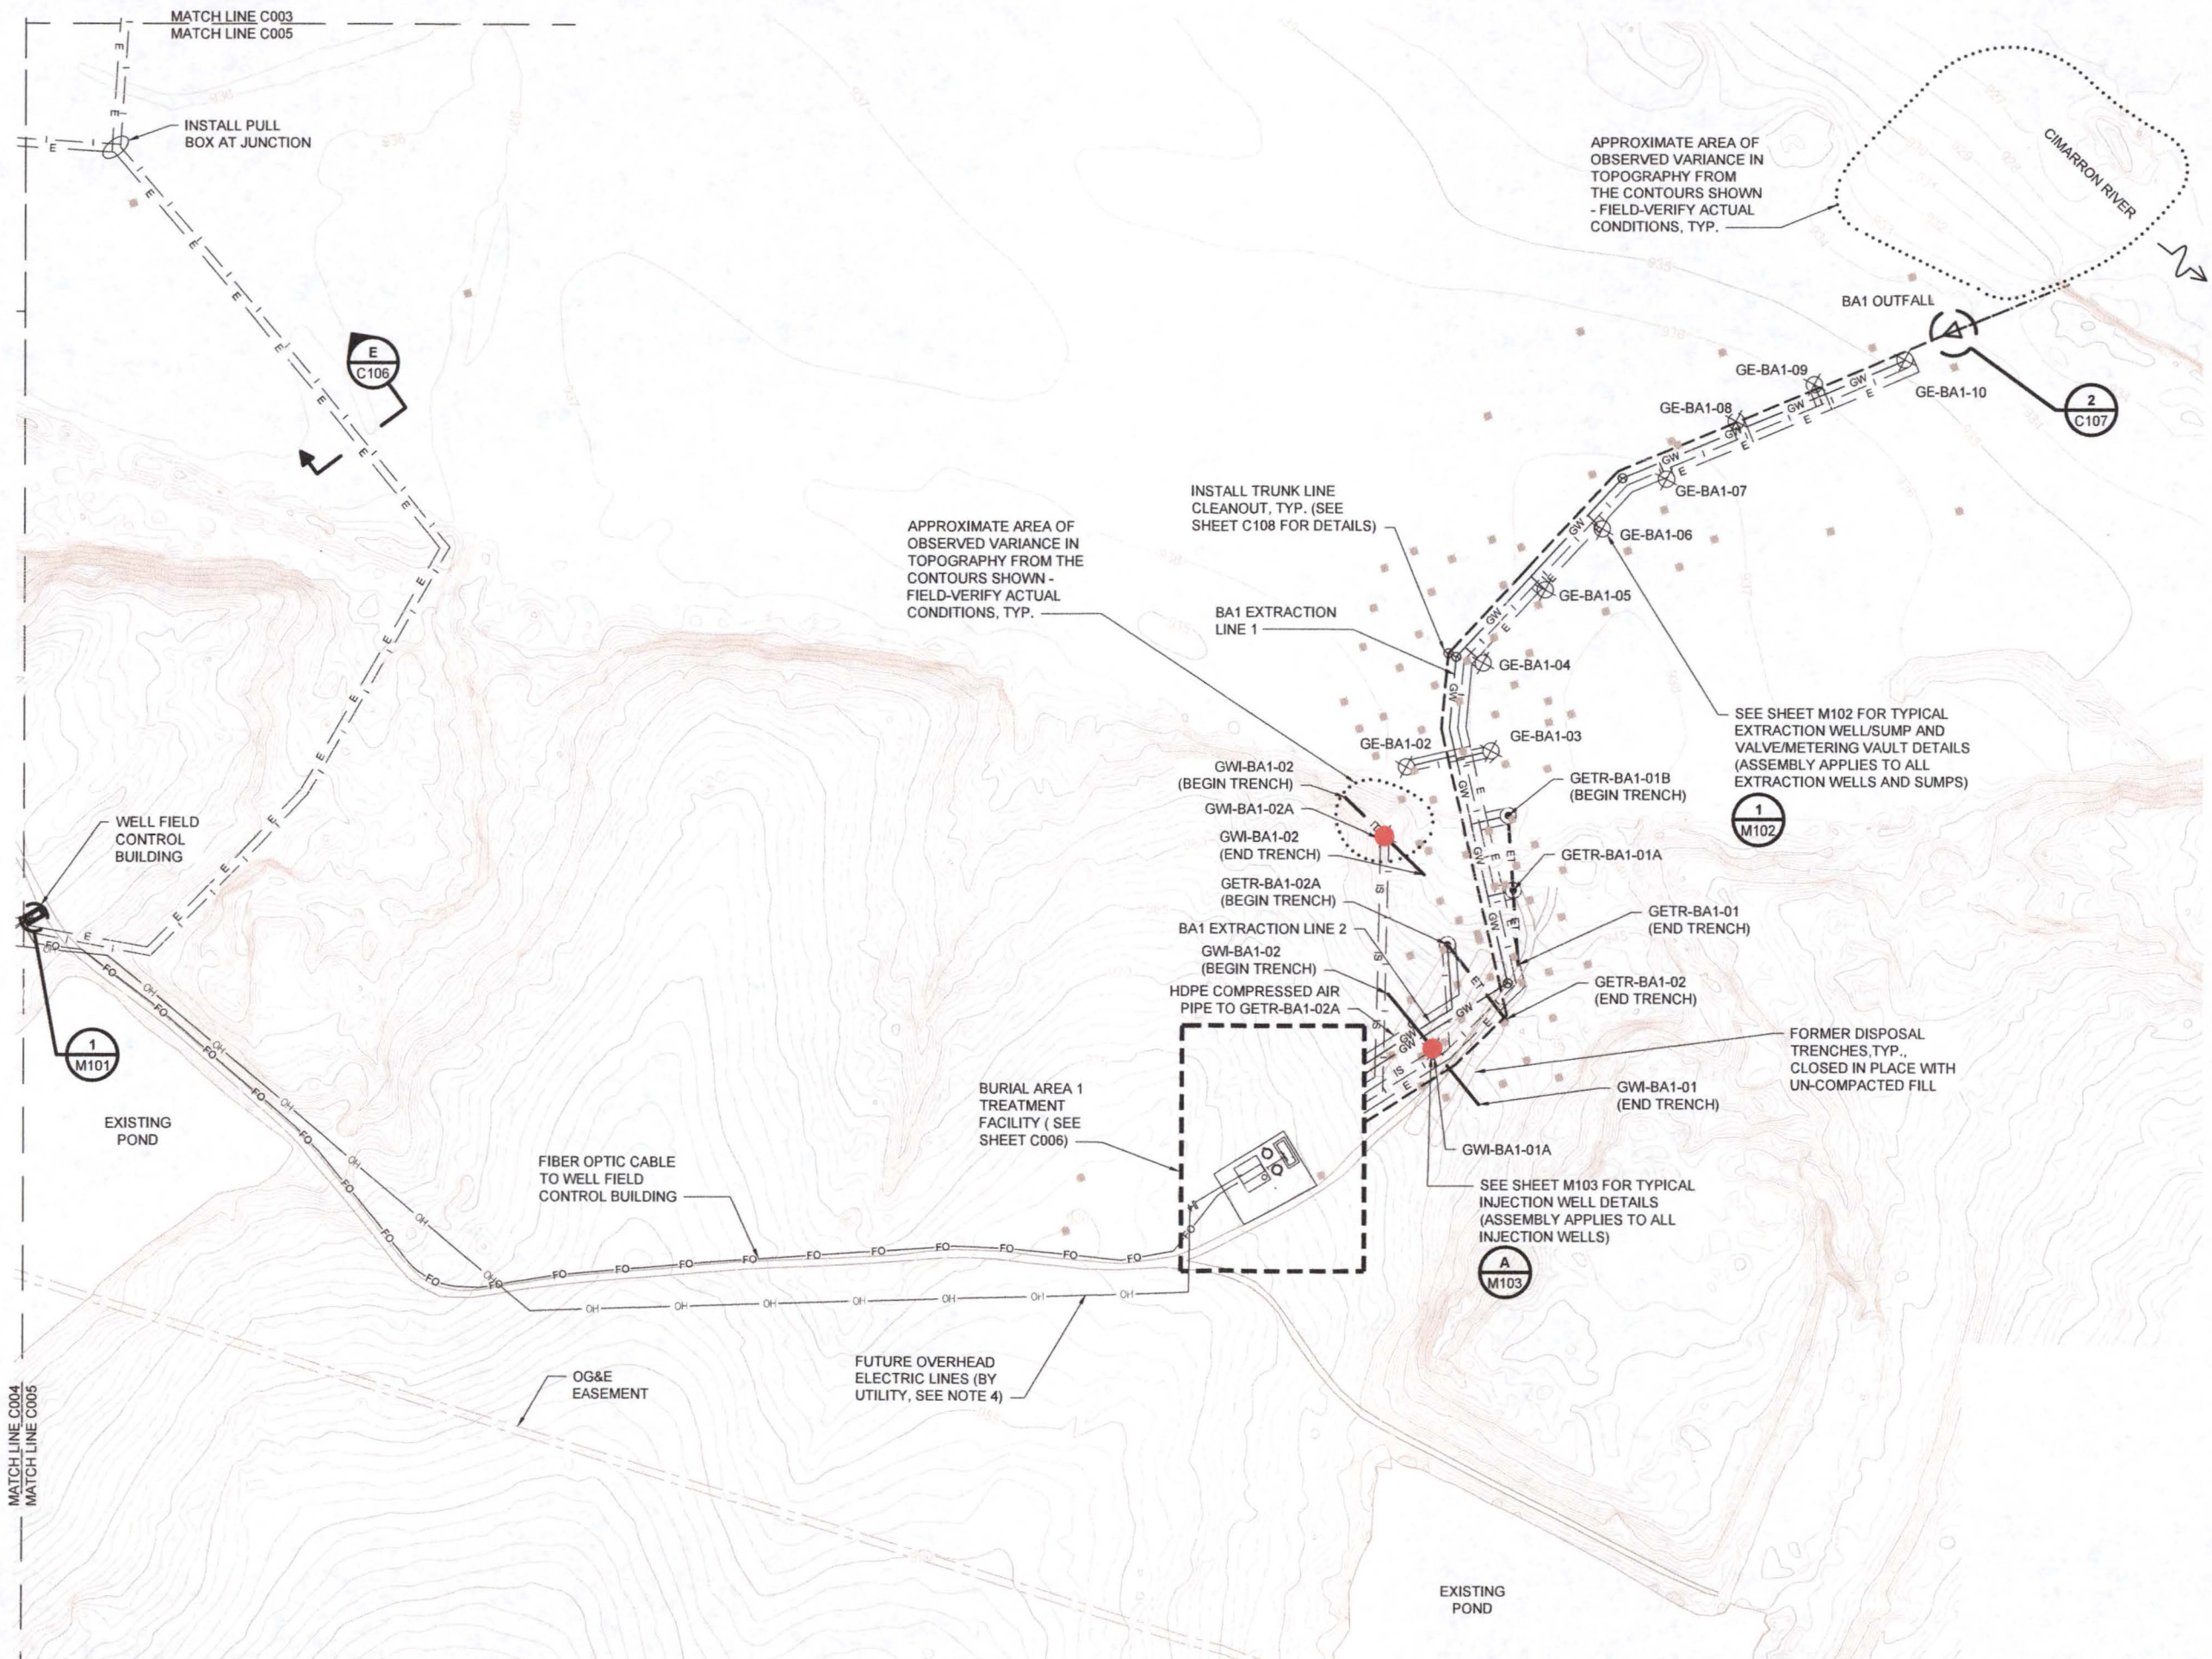 MATCH LINE C003
MATCH LINE C005
INSTALL PULL
BOX AT JUNCTION
APPROXIMATE AREA OF
OBSERVED VARIANCE IN
TOPOGRAPHY FROM
THE CONTOURS SHOWN
- FIELD-VERIFY ACTUAL
CONDITIONS, TYP.
CIMARRON RIVER
BA1 OUTFALL
E
C106
GE-BA1-09
GE-BA1-10
2
C107
GE-BA1-08
GE-BA1-07
INSTALL TRUNK LINE
CLEANOUT, TYP. (SEE
SHEET C108 FOR DETAILS)
GE-BA1-06
APPROXIMATE AREA OF
OBSERVED VARIANCE IN
TOPOGRAPHY FROM THE
CONTOURS SHOWN -
FIELD-VERIFY ACTUAL
CONDITIONS, TYP.
GE-BA1-05
BA1 EXTRACTION
LINE 1
GE-BA1-04
SEE SHEET M102 FOR TYPICAL
EXTRACTION WELL/SUMP AND
VALVE/METERING VAULT DETAILS
(ASSEMBLY APPLIES TO ALL
EXTRACTION WELLS AND SUMPS)
1
M102
GE-BA1-02
GE-BA1-03
GWI-BA1-02
(BEGIN TRENCH)
GETR-BA1-01B
(BEGIN TRENCH)
GWI-BA1-02A
GWI-BA1-02
(END TRENCH)
GETR-BA1-01A
WELL FIELD
CONTROL
BUILDING
GETR-BA1-02A
(BEGIN TRENCH)
GETR-BA1-01
(END TRENCH)
BA1 EXTRACTION LINE 2
GWI-BA1-02
(BEGIN TRENCH)
GETR-BA1-02
(END TRENCH)
HDPE COMPRESSED AIR
PIPE TO GETR-BA1-02A
1
M101
FORMER DISPOSAL
TRENCHES,TYP.,
CLOSED IN PLACE WITH
UN-COMPACTED FILL
BURIAL AREA 1
TREATMENT
FACILITY ( SEE
SHEET C006)
GWI-BA1-01
(END TRENCH)
EXISTING
POND
GWI-BA1-01A
FIBER OPTIC CABLE
TO WELL FIELD
CONTROL BUILDING
SEE SHEET M103 FOR TYPICAL
INJECTION WELL DETAILS
(ASSEMBLY APPLIES TO ALL
INJECTION WELLS)
A
M103
FUTURE OVERHEAD
ELECTRIC LINES (BY
UTILITY, SEE NOTE 4)
OG&E
EASEMENT
MATCH LINE C004
MATCH LINE C005
EXISTING
POND